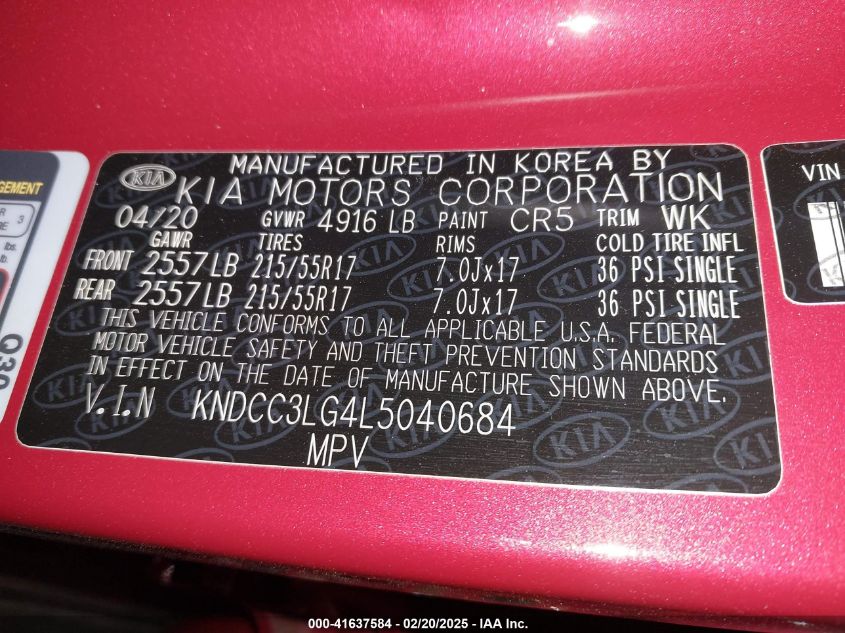 MANUFACTURED IN KOREA BY
KIA KIA MOTORS CORPORATION
04/20 GVWR 4916 LB PAINT CR5 TRIM WK
GAWR TIRES RIMS COLD TIRE INFL
FRONT 2557LB 215/55R17 7.0Jx17 36 PSI SINGLE
REAR 2557LB 215/55R17 7.0Jx17 36 PSI SINGLE
THIS VEHICLE CONFORMS TO ALL APPLICABLE U.S.A. FEDERAL
MOTOR VEHICLE SAFETY AND THEFT PREVENTION STANDARDS
IN EFFECT ON THE DATE OF MANUFACTURE SHOWN ABOVE.
V.I.N KNDCC3LG4L5040684
MPV
VIN
3
lbs.
000-41637584 — 02/20/2025 — IAA Inc.